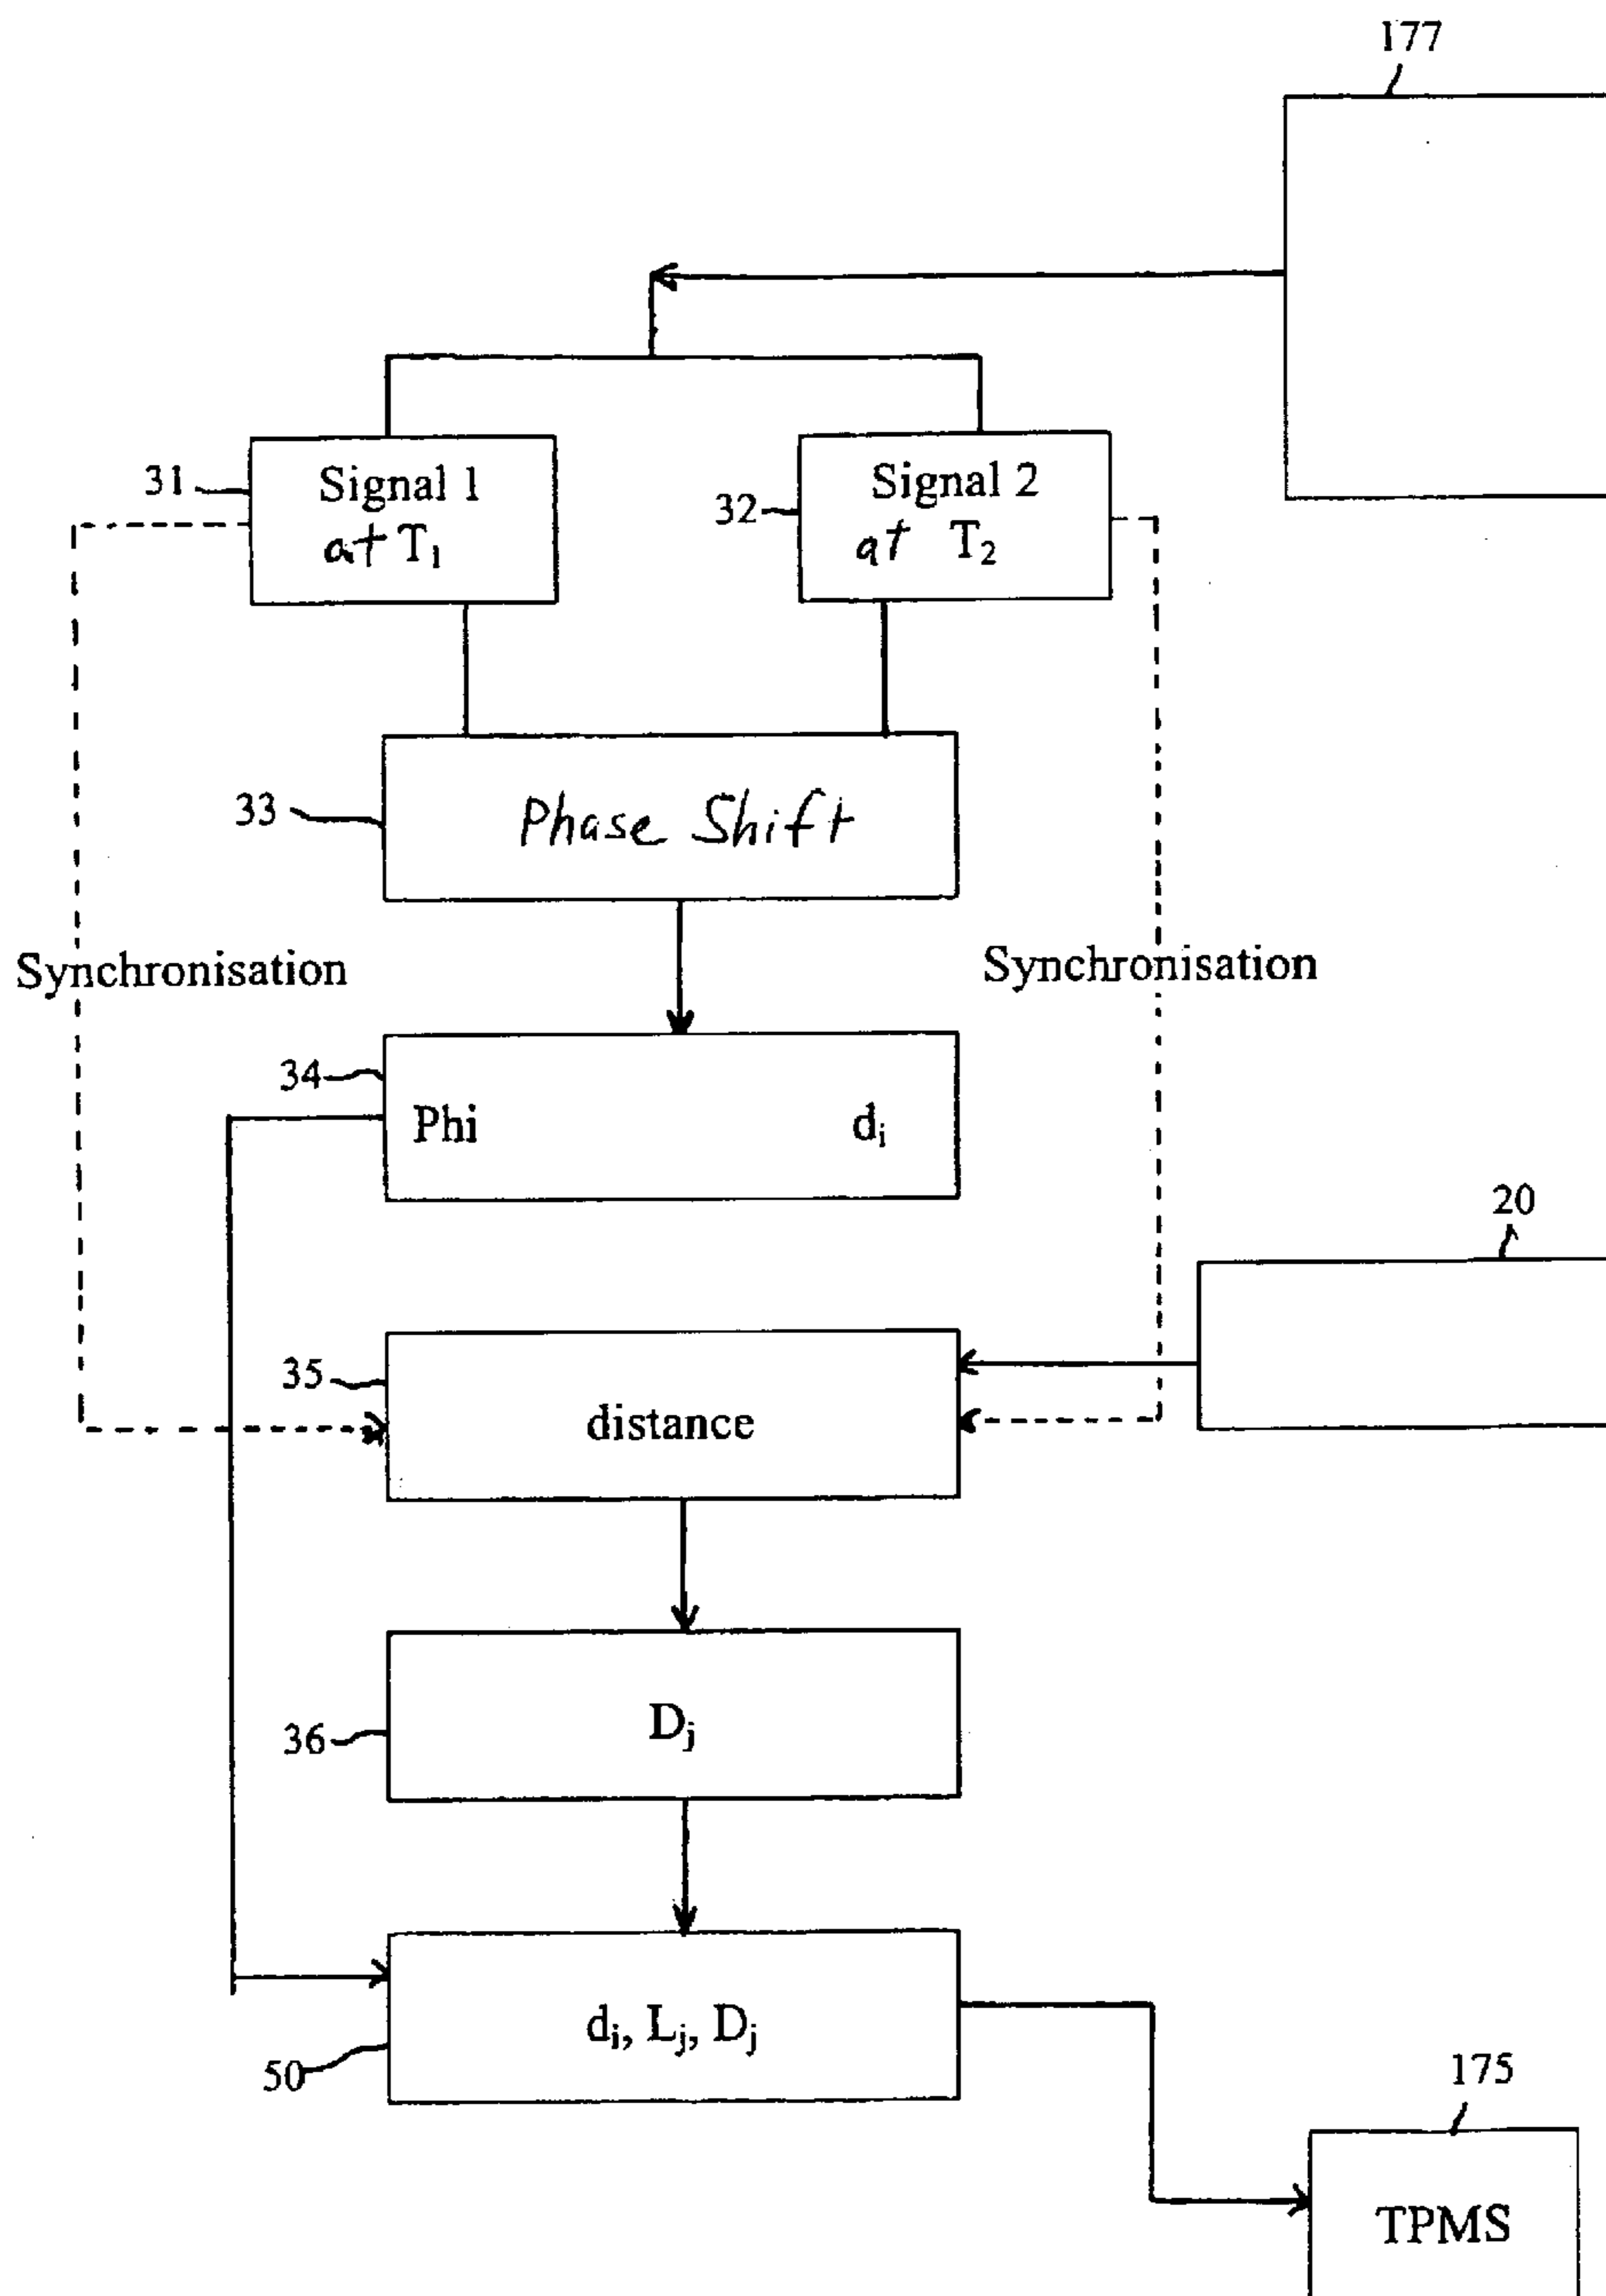 177
31
Signal 1
at T₁
32
Signal 2
at T₂
33
Phase Shift
Synchronisation
Synchronisation
34
Phi dᵢ
20
35
distance
36
Dⱼ
50
dᵢ, Lⱼ, Dⱼ
175
TPMS